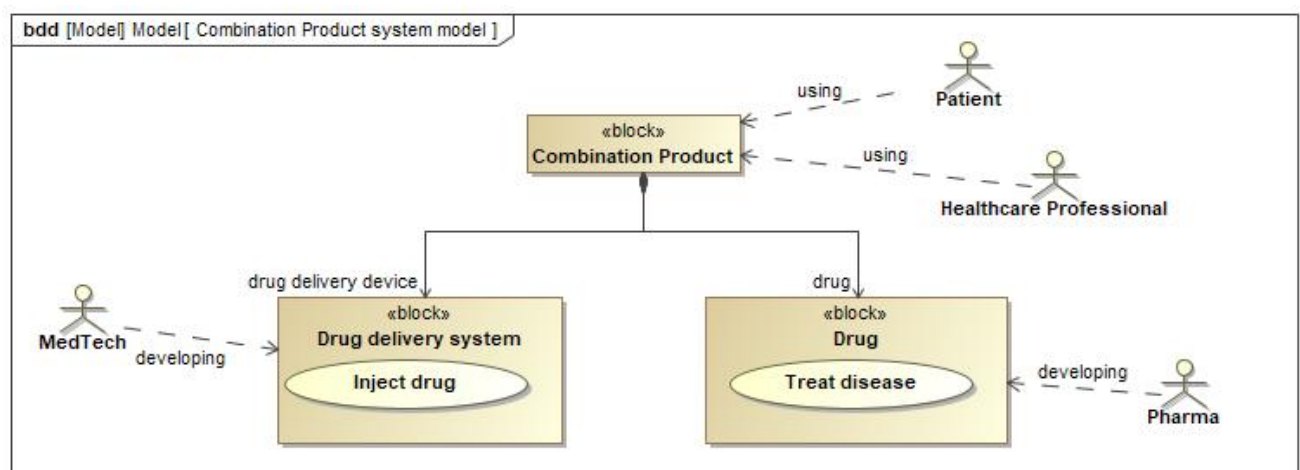 bdd [Model] Model[ Combination Product system model ]
using
Patient
«block»
Combination Product
using
Healthcare Professional
drug delivery device
drug
MedTech
developing
«block»
Drug delivery system
Inject drug
«block»
Drug
Treat disease
developing
Pharma